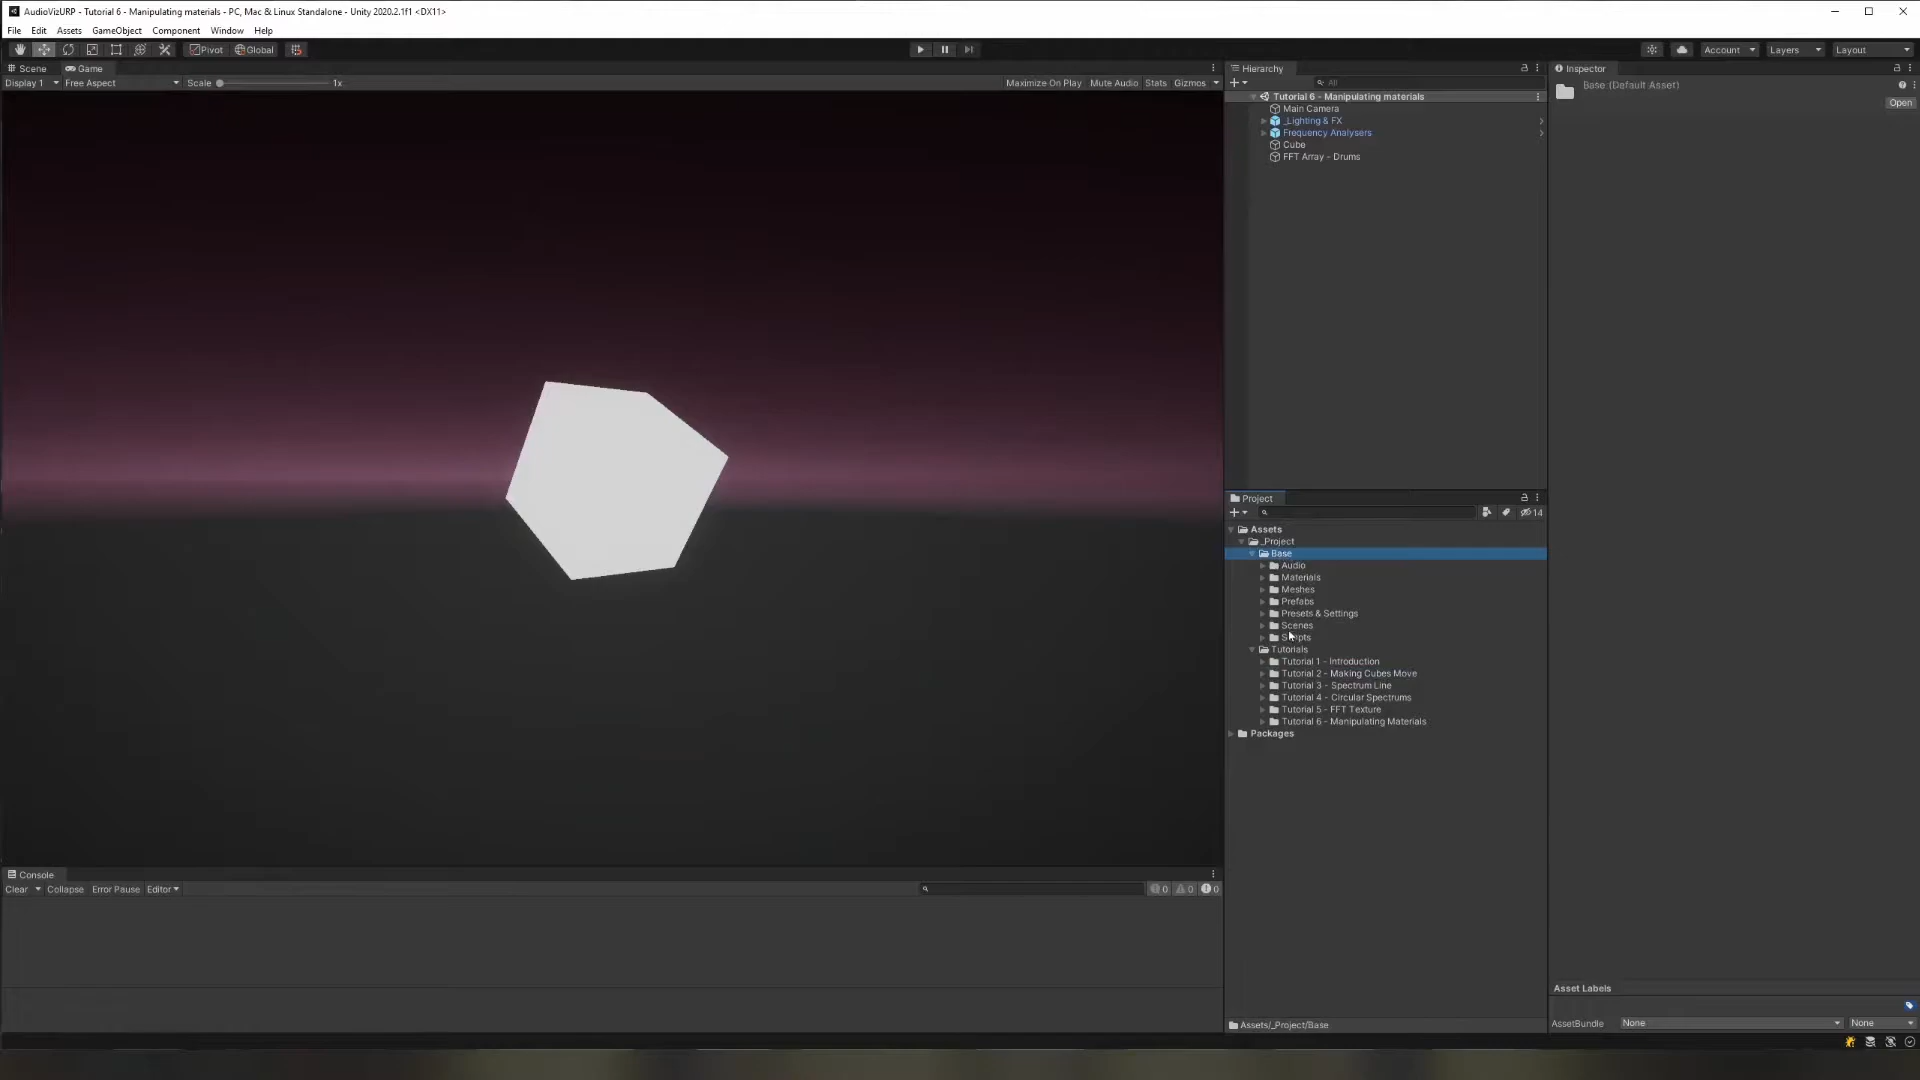 AudioVizURP - Tutorial 6 - Manipulating materials - PC, Mac & Linux Standalone - Unity 2020.2.1f1 <DX11>
File Edit Assets GameObject Component Window Help
Pivot Global Account Layers Layout
Scene Game
Display 1 Free Aspect Scale 1x Maximize On Play Mute Audio Stats Gizmos
Hierarchy
All
Tutorial 6 - Manipulating materials
Main Camera
_Lighting & FX
Frequency Analysers
Cube
FFT Array - Drums
Inspector
Base (Default Asset)
Open
Project
14
Assets
_Project
Base
Audio
Materials
Meshes
Prefabs
Presets & Settings
Scenes
Scripts
Tutorials
Tutorial 1 - Introduction
Tutorial 2 - Making Cubes Move
Tutorial 3 - Spectrum Line
Tutorial 4 - Circular Spectrums
Tutorial 5 - FFT Texture
Tutorial 6 - Manipulating Materials
Packages
Assets/_Project/Base
Console
Clear Collapse Error Pause Editor 0 0 0
Asset Labels
AssetBundle None None